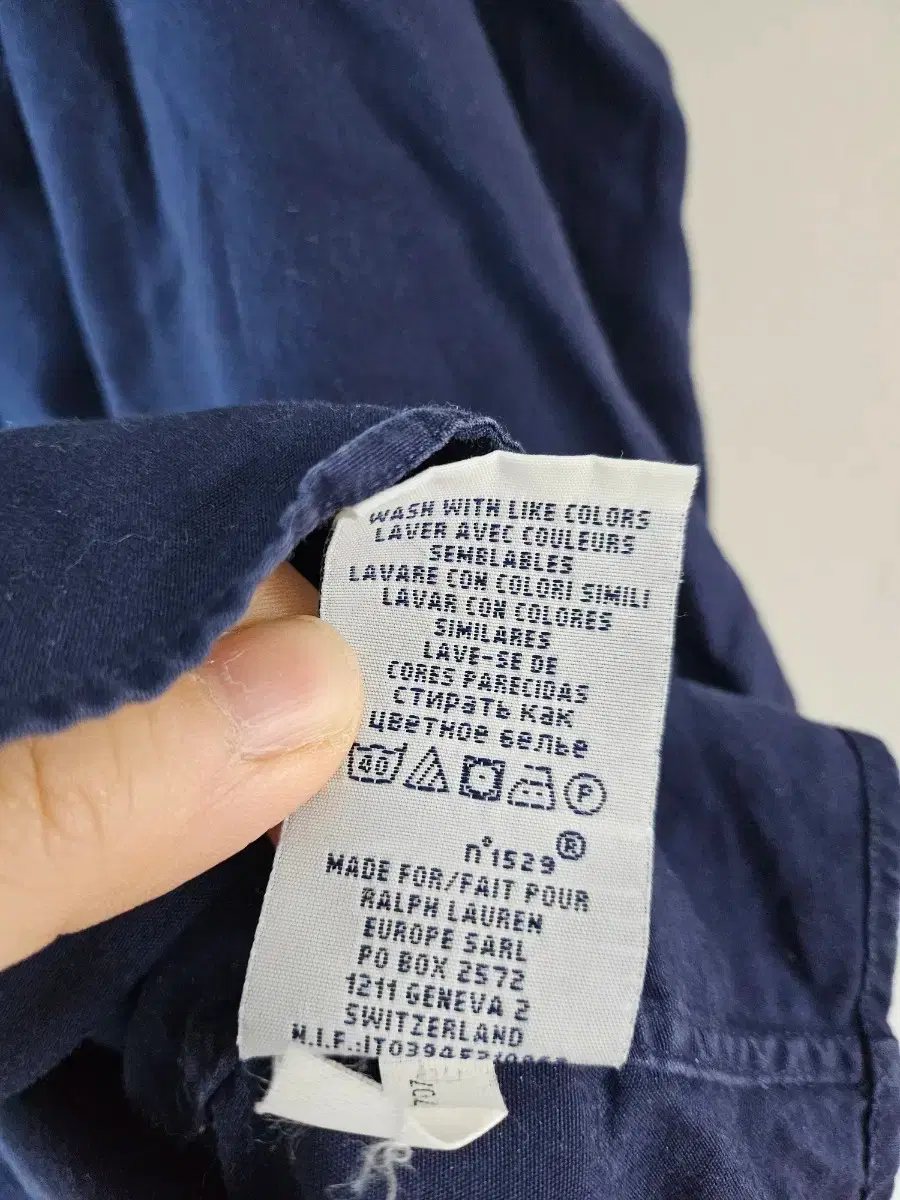 WASH WITH LIKE COLORS
LAVER AVEC COULEURS
SEMBLABLES
LAVARE CON COLORI SIMILI
LAVAR CON COLORES
SIMILARES
LAVE-SE DE
CORES PARECIDAS
Стирать как
цветное белье
40 P
n°1529®
MADE FOR/FAIT POUR
RALPH LAUREN
EUROPE SARL
PO BOX 2572
1211 GENEVA 2
SWITZERLAND
N.I.F.:
707